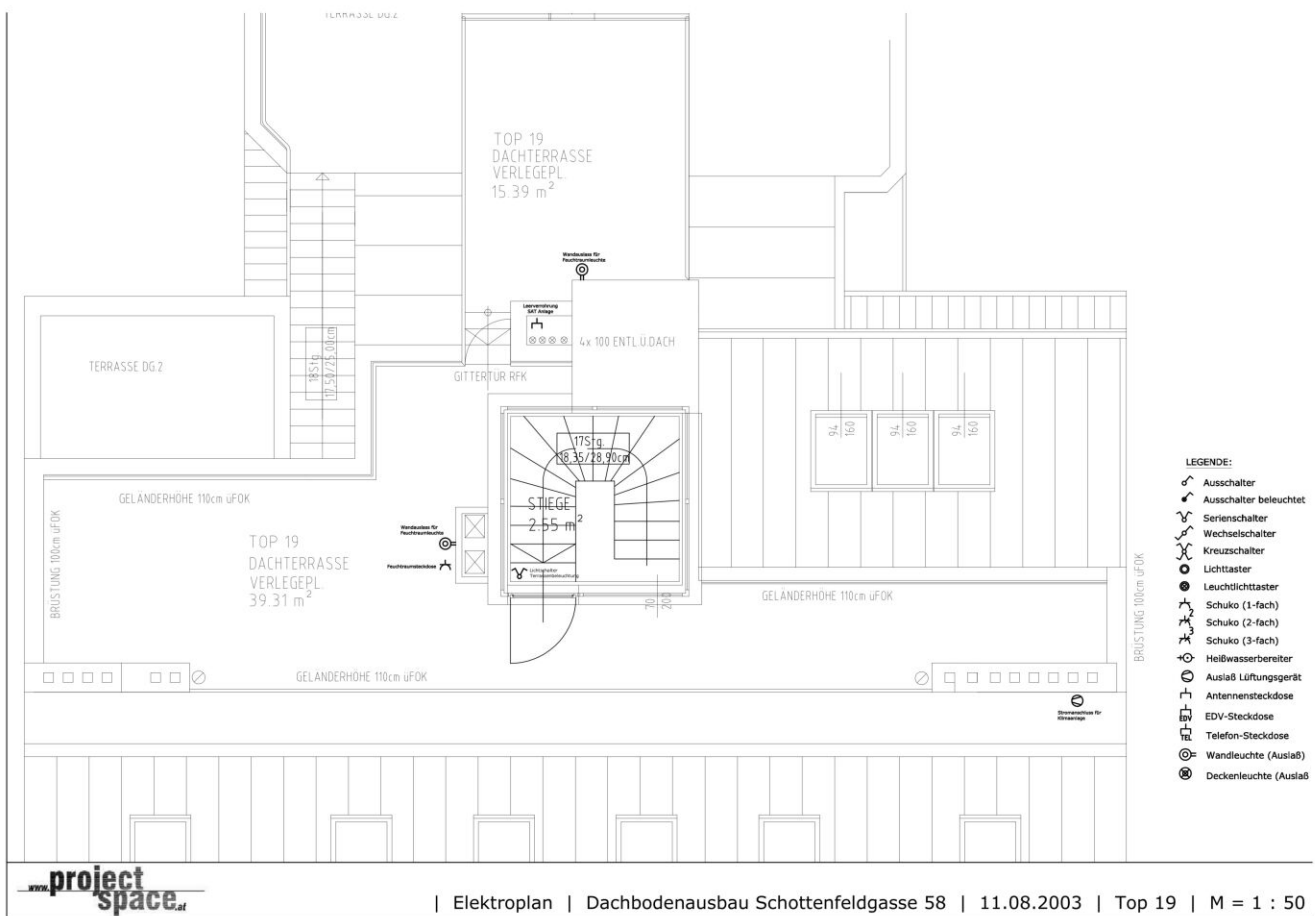 TERRASSE DG.2
TOP 19
DACHTERRASSE
VERLEGEPL.
15.39 m²
Wandauslass für
Feuchtraumleuchte
Leerverrohrung
SAT Anlage
4x 100 ENTL.Ü.DACH
TERRASSE DG.2
18Stg.
17,50/25,00cm
GITTERTÜR RFK
94
160
94
160
94
160
17Stg.
18,35/28,90cm
STIEGE
2.55 m²
GELÄNDERHÖHE 110cm üFOK
BRÜSTUNG 100cm üFOK
TOP 19
DACHTERRASSE
VERLEGEPL.
39.31 m²
Wandauslass für
Feuchtraumleuchte
Feuchtraumsteckdose
Lichtschalter
Terrassenbeleuchtung
70
200
GELÄNDERHÖHE 110cm üFOK
BRÜSTUNG 100cm üFOK
GELÄNDERHÖHE 110cm üFOK
Stromanschluss für
Klimaanlage
LEGENDE:
Ausschalter
Ausschalter beleuchtet
Serienschalter
Wechselschalter
Kreuzschalter
Lichttaster
Leuchtlichttaster
Schuko (1-fach)
2 Schuko (2-fach)
3 Schuko (3-fach)
Heißwasserbereiter
Auslaß Lüftungsgerät
Antennensteckdose
EDV EDV-Steckdose
TEL Telefon-Steckdose
Wandleuchte (Auslaß)
Deckenleuchte (Auslaß
www.project
space.at
| Elektroplan | Dachbodenausbau Schottenfeldgasse 58 | 11.08.2003 | Top 19 | M = 1 : 50